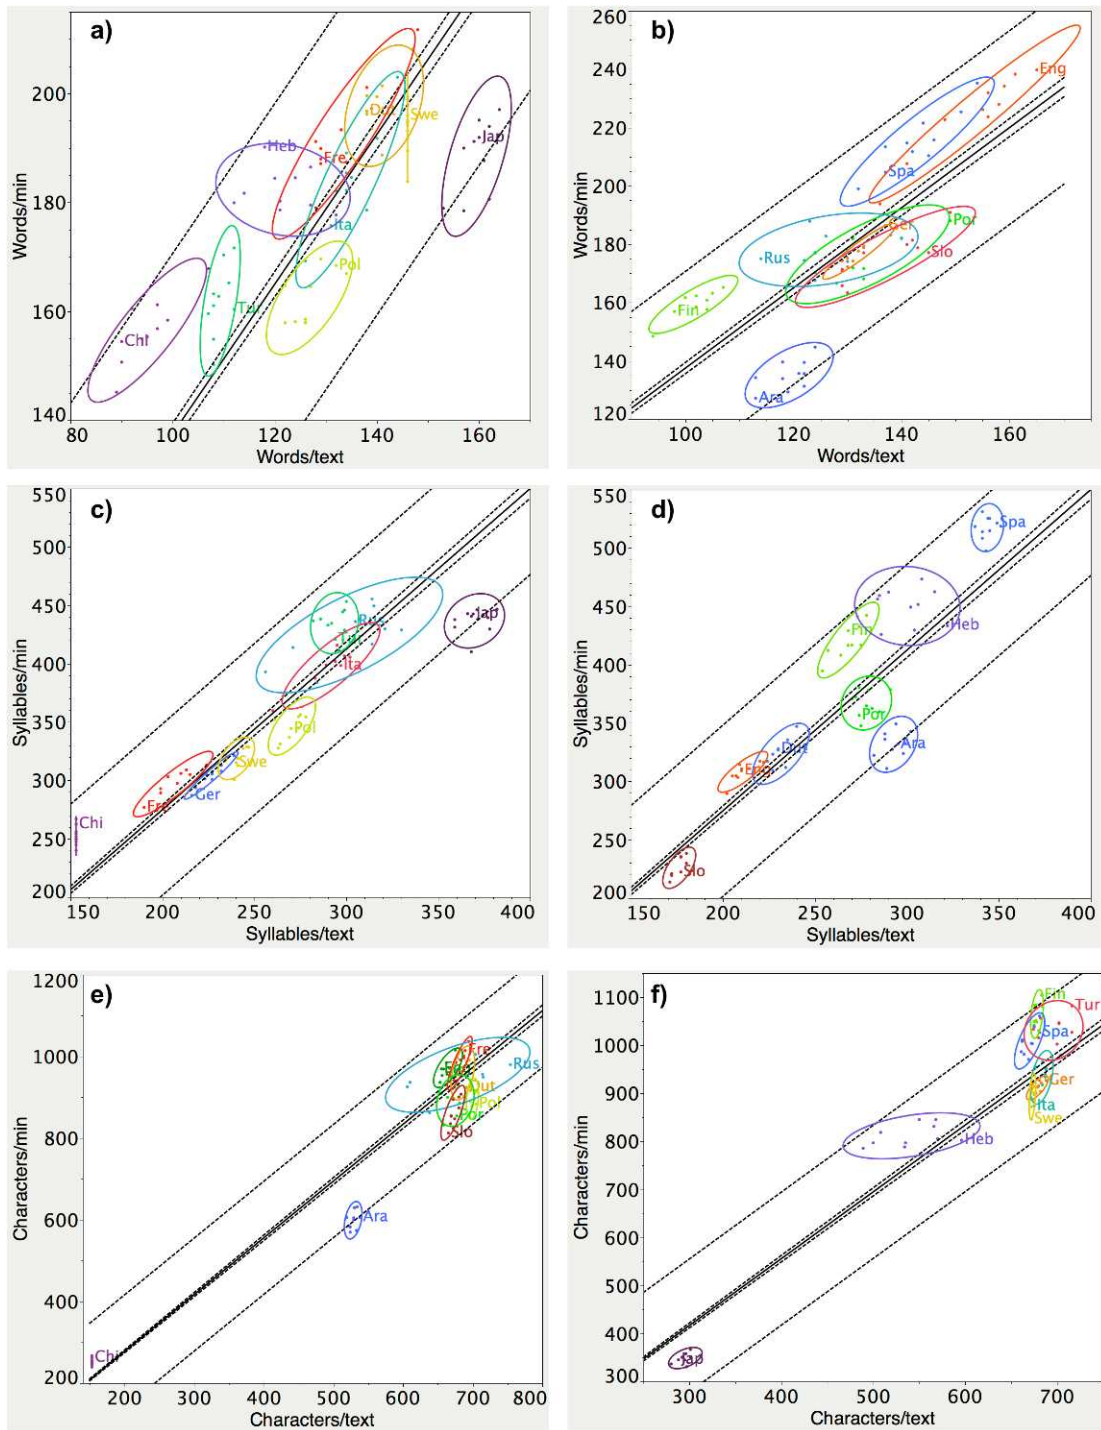 a)
Words/min
200
180
160
140
Heb
Fre
Dut
Swe
Jap
Ita
Pol
Tur
Chi
80 100 120 140 160
Words/text
b)
Words/min
260
240
220
200
180
160
140
120
Eng
Spa
Ger
Por
Slo
Rus
Fin
Ara
100 120 140 160
Words/text
c)
Syllables/min
550
500
450
400
350
300
250
200
Jap
Rus
Ita
Pol
Swe
Ger
Fre
Chi
150 200 250 300 350 400
Syllables/text
d)
Syllables/min
550
500
450
400
350
300
250
200
Spa
Heb
Fin
Por
Ara
Dut
Eng
Slo
150 200 250 300 350 400
Syllables/text
e)
Characters/min
1200
1000
800
600
400
200
Fre
Rus
Dut
Pol
Por
Slo
Ara
Chi
200 300 400 500 600 700 800
Characters/text
f)
Characters/min
1100
1000
900
800
700
600
500
400
300
Fin
Tur
Spa
Ger
Ita
Swe
Heb
Jap
300 400 500 600 700
Characters/text